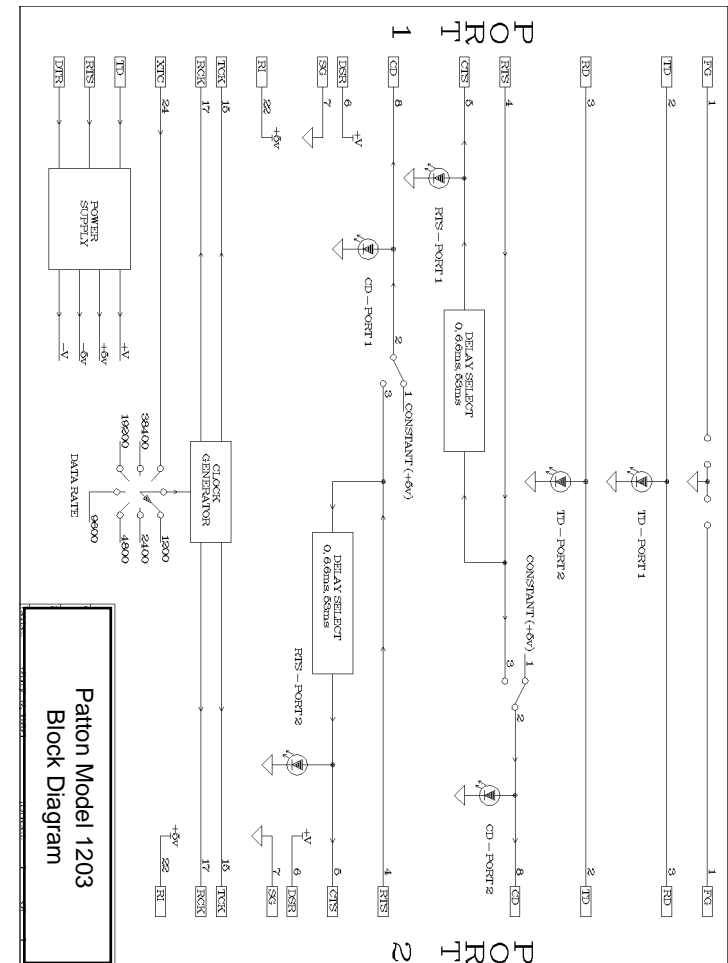 PORT 1
PORT 2
FG 1
1 FG
TD 2
TD – PORT 1
3 RD
RD 3
TD – PORT 2
2 TD
RTS 4
CONSTANT (+5v)
1
3
2
8 CD
CD – PORT 2
CTS 5
DELAY SELECT
0, 6.6ms, 53ms
RTS – PORT 1
CD 8
1 CONSTANT (+5v)
2
3
CD – PORT 1
4 RTS
DELAY SELECT
0, 6.6ms, 53ms
5 CTS
RTS – PORT 2
DSR 6
+V
SG 7
+V
6 DSR
7 SG
RI 22
+5v
TCK 15
15 TCK
RCK 17
17 RCK
CLOCK
GENERATOR
+5v
22 RI
XTC 24
38400
19200
1200
2400
4800
9600
DATA RATE
TD
RTS
DTR
POWER
SUPPLY
+V
+5v
-5v
-V
Patton Model 1203
Block Diagram